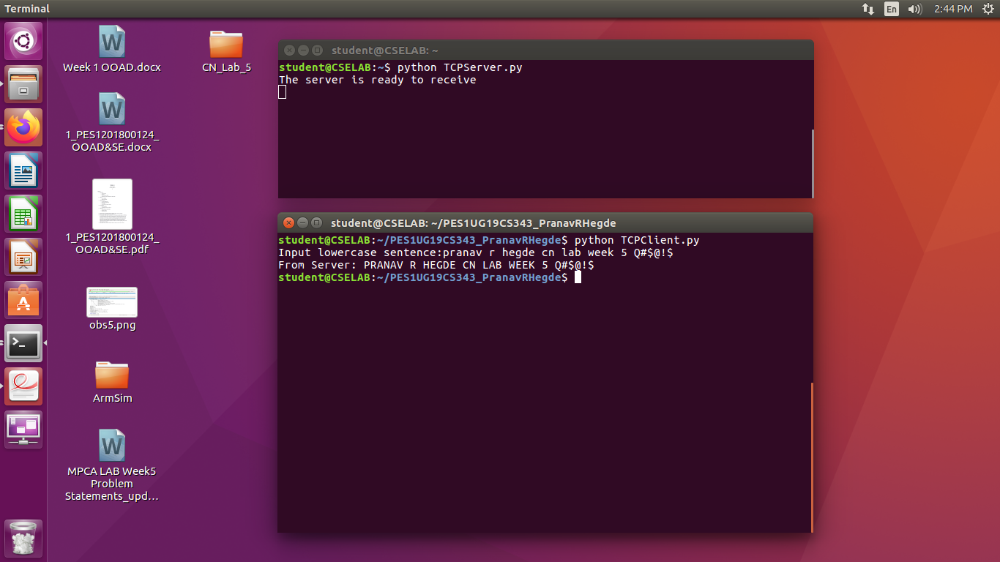 Terminal
En
2:44 PM
Week 1 OOAD.docx
CN_Lab_5
1_PES1201800124_
OOAD&SE.docx
1_PES1201800124_
OOAD&SE.pdf
obs5.png
ArmSim
MPCA LAB Week5
Problem
Statements_upd...
student@CSELAB: ~
student@CSELAB:~$ python TCPServer.py
The server is ready to receive
student@CSELAB: ~/PES1UG19CS343_PranavRHegde
student@CSELAB:~/PES1UG19CS343_PranavRHegde$ python TCPClient.py
Input lowercase sentence:pranav r hegde cn lab week 5 Q#$@!$
From Server: PRANAV R HEGDE CN LAB WEEK 5 Q#$@!$
student@CSELAB:~/PES1UG19CS343_PranavRHegde$